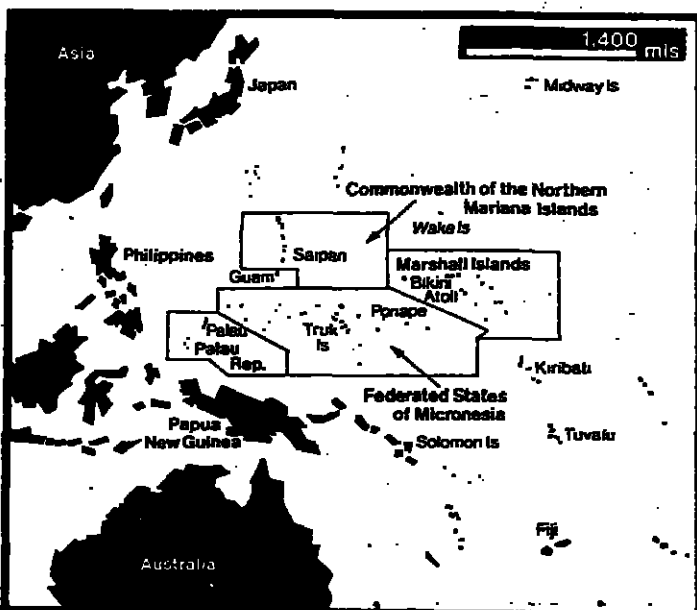 Asia
1,400
mls
Japan
Midway Is
Commonwealth of the Northern
Mariana Islands
Wake Is
Philippines
Saipan
Guam
Marshall Islands
Bikini
Atoll
Ponape
Truk
Is
Palau
Palau
Rep.
Kiribati
Federated States
of Micronesia
Papua
New Guinea
Solomon Is
Tuvalu
Fiji
Australia